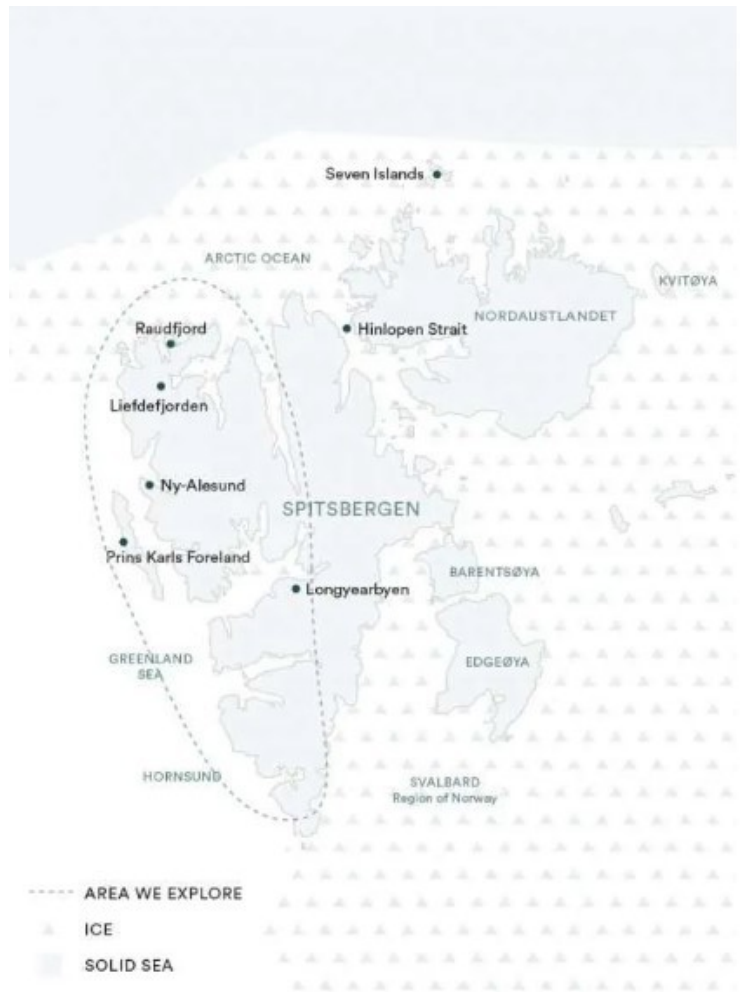 Seven Islands
ARCTIC OCEAN
KVITØYA
NORDAUSTLANDET
Raudfjord
Hinlopen Strait
Liefdefjorden
Ny-Alesund
SPITSBERGEN
Prins Karls Foreland
BARENTSØYA
Longyearbyen
GREENLAND
SEA
EDGEØYA
HORNSUND
SVALBARD
Region of Norway
AREA WE EXPLORE
ICE
SOLID SEA